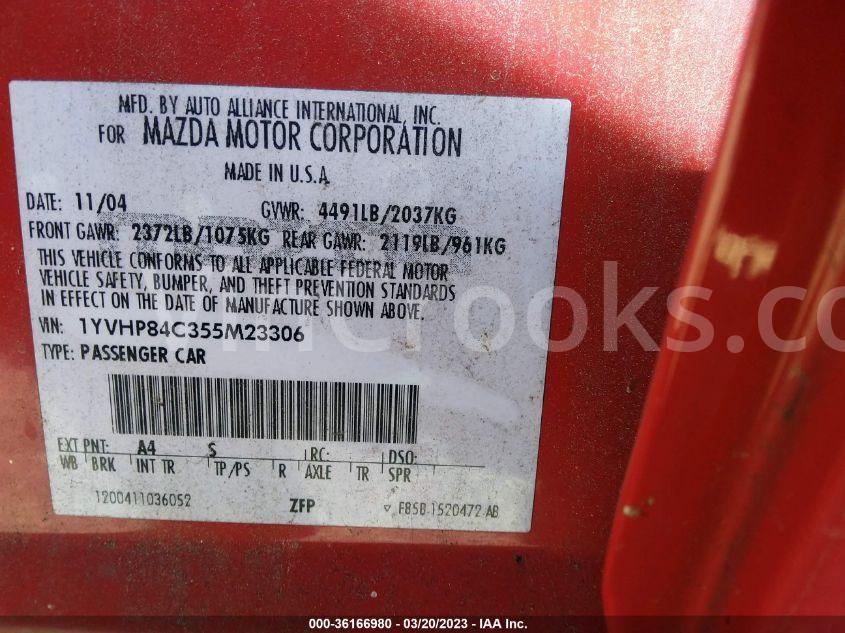 MFD. BY AUTO ALLIANCE INTERNATIONAL, INC.
FOR MAZDA MOTOR CORPORATION
MADE IN U.S.A
DATE: 11/04 GVWR: 4491LB/2037KG
FRONT GAWR: 2372LB/1075KG REAR GAWR: 2119LB/961KG
THIS VEHICLE CONFORMS TO ALL APPLICABLE FEDERAL MOTOR
VEHICLE SAFETY, BUMPER, AND THEFT PREVENTION STANDARDS
IN EFFECT ON THE DATE OF MANUFACTURE SHOWN ABOVE.
VIN: 1YVHP84C355M23306
TYPE: PASSENGER CAR
EXT PNT: A4 S RC: DSO:
WB BRK INT TR TP/PS R AXLE TR SPR
1200411036052 ZFP F85B 1520472 AB
000-36166980 - 03/20/2023 - IAA Inc.